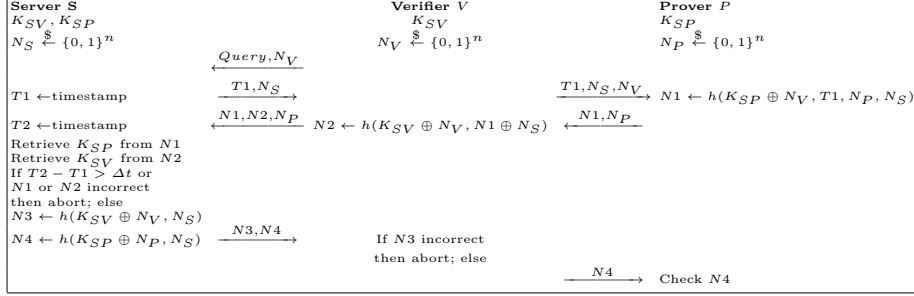 Server S Verifier V Prover P
K_SV, K_SP K_SV K_SP
N_S ←$ {0, 1}^n N_V ←$ {0, 1}^n N_P ←$ {0, 1}^n
Query,N_V
T1 ←timestamp T1,N_S T1,N_S,N_V N1 ← h(K_SP ⊕ N_V, T1, N_P, N_S)
T2 ←timestamp N1,N2,N_P N2 ← h(K_SV ⊕ N_V, N1 ⊕ N_S) N1,N_P
Retrieve K_SP from N1
Retrieve K_SV from N2
If T2 − T1 > Δt or
N1 or N2 incorrect
then abort; else
N3 ← h(K_SV ⊕ N_V, N_S)
N4 ← h(K_SP ⊕ N_P, N_S) N3,N4 If N3 incorrect
then abort; else
N4 Check N4